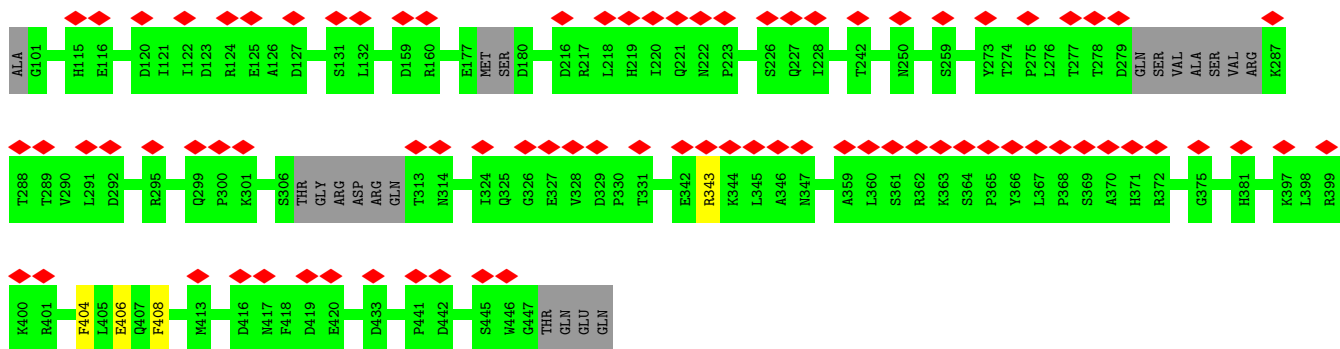 ALA G101 H115 E116 D120 I121 I122 D123 R124 E125 A126 D127 S131 L132 D159 R160 E177 MET SER D180 D216 R217 L218 H219 I220 Q221 N222 P223 S226 Q227 I228 T242 N250 S259 Y273 T274 P275 L276 T277 T278 D279 GLN SER VAL ALA SER VAL ARG K287
T288 T289 V290 L291 D292 R295 Q299 P300 K301 S306 THR GLY ARG ASP ARG GLN T313 N314 I324 Q325 G326 E327 V328 D329 P330 T331 E342 R343 K344 L345 A346 N347 A359 L360 S361 R362 K363 S364 P365 Y366 L367 P368 S369 A370 H371 R372 G375 H381 K397 L398 R399
K400 R401 F404 L405 E406 Q407 F408 M413 D416 N417 F418 D419 E420 D433 P441 D442 S445 W446 G447 THR GLN GLU GLN